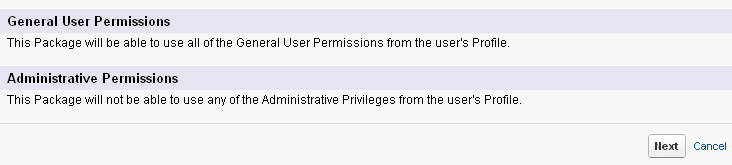 General User Permissions
This Package will be able to use all of the General User Permissions from the user's Profile.
Administrative Permissions
This Package will not be able to use any of the Administrative Privileges from the user's Profile.
Next Cancel